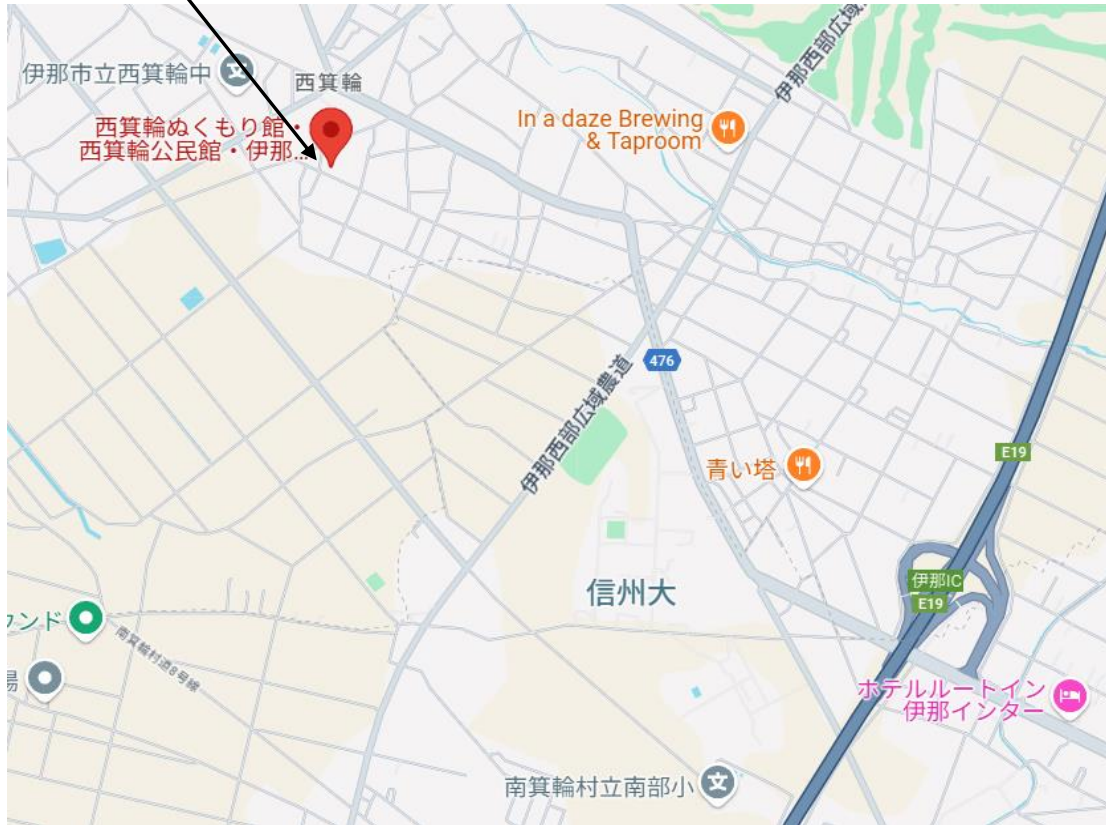 伊那西部広域農
伊那市立西箕輪中
西箕輪
In a daze Brewing
& Taproom
西箕輪ぬくもり館・
西箕輪公民館・伊那...
476
伊那西部広域農道
E19
青い塔
伊那IC
E19
信州大
ウンド
南箕輪村道8号線
場
ホテルルートイン
伊那インター
南箕輪村立南部小